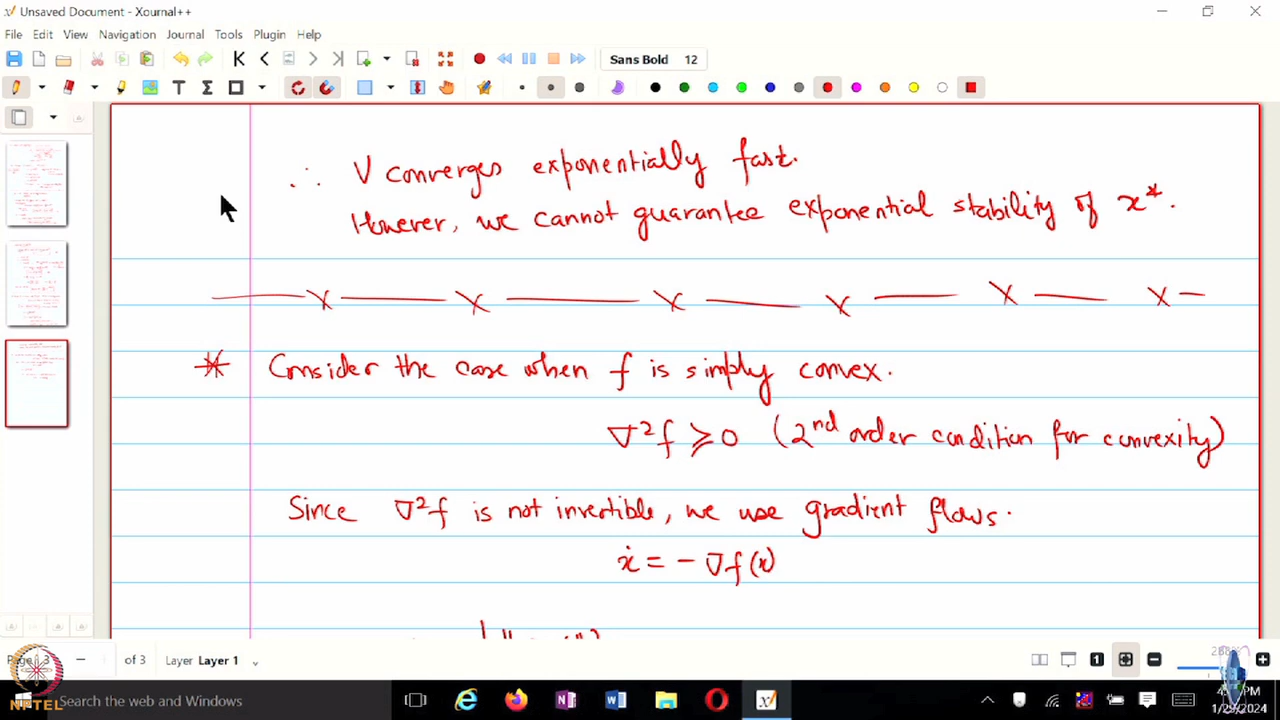 Unsaved Document - Xournal++
File Edit View Navigation Journal Tools Plugin Help
Sans Bold 12
∴ V converges exponentially fast.
However, we cannot guarantee exponential stability of x*.
* Consider the case when f is simply convex.
∇²f ⩾ 0 (2nd order condition for convexity)
Since ∇²f is not invertible, we use gradient flows.
ẋ = - ∇f(x)
of 3 Layer Layer 1
NPTEL
Search the web and Windows
1/29/2024